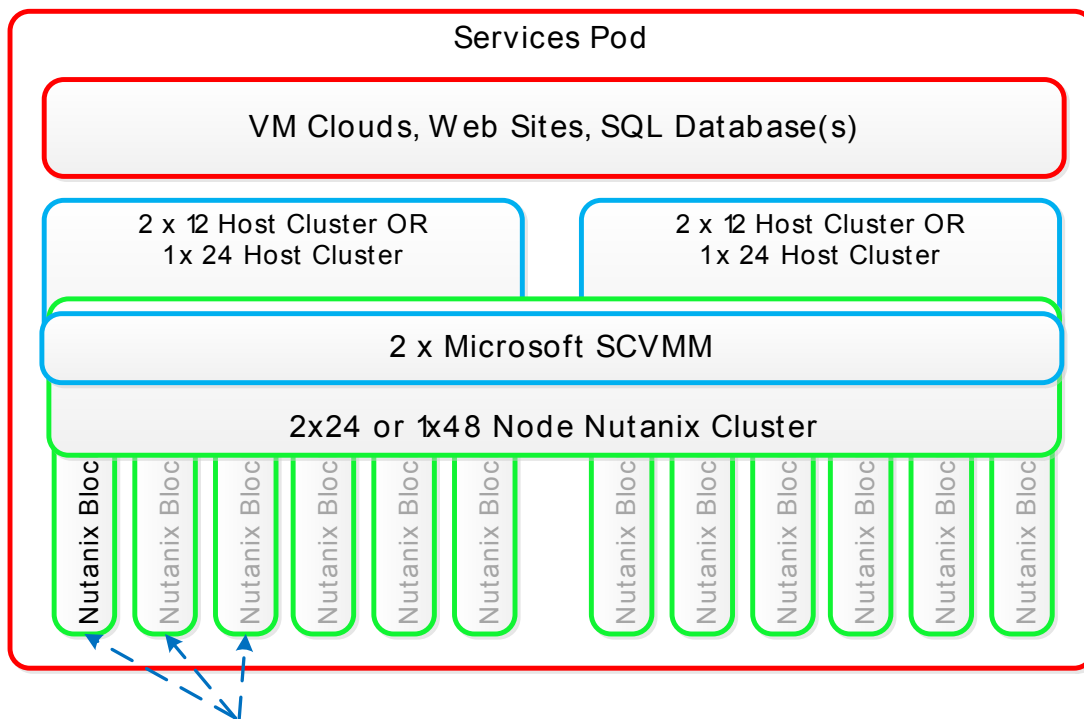 Services Pod
VM Clouds, Web Sites, SQL Database(s)
2 x 12 Host Cluster OR
1x 24 Host Cluster
2 x 12 Host Cluster OR
1x 24 Host Cluster
2 x Microsoft SCVMM
2x24 or 1x48 Node Nutanix Cluster
Nutanix Bloc
Nutanix Bloc
Nutanix Bloc
Nutanix Bloc
Nutanix Bloc
Nutanix Bloc
Nutanix Bloc
Nutanix Bloc
Nutanix Bloc
Nutanix Bloc
Nutanix Bloc
Nutanix Bloc